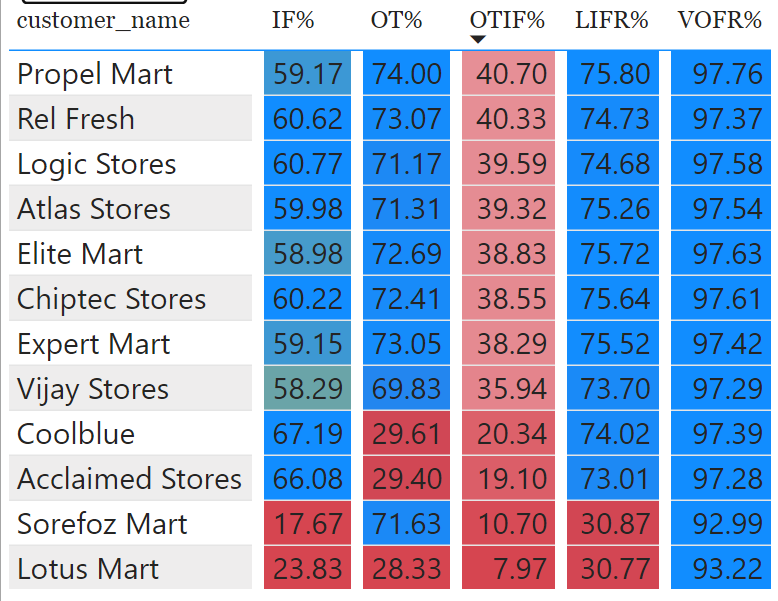 customer_name IF% OT% OTIF% LIFR% VOFR%
Propel Mart 59.17 74.00 40.70 75.80 97.76
Rel Fresh 60.62 73.07 40.33 74.73 97.37
Logic Stores 60.77 71.17 39.59 74.68 97.58
Atlas Stores 59.98 71.31 39.32 75.26 97.54
Elite Mart 58.98 72.69 38.83 75.72 97.63
Chiptec Stores 60.22 72.41 38.55 75.64 97.61
Expert Mart 59.15 73.05 38.29 75.52 97.42
Vijay Stores 58.29 69.83 35.94 73.70 97.29
Coolblue 67.19 29.61 20.34 74.02 97.39
Acclaimed Stores 66.08 29.40 19.10 73.01 97.28
Sorefoz Mart 17.67 71.63 10.70 30.87 92.99
Lotus Mart 23.83 28.33 7.97 30.77 93.22